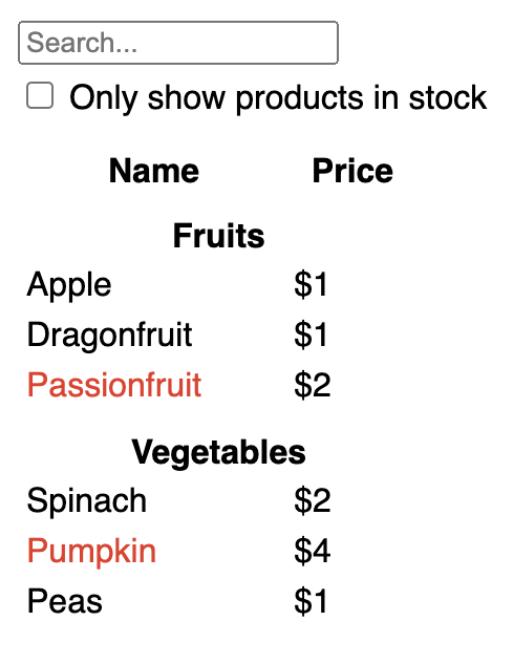 Search...
Only show products in stock
Name Price
Fruits
Apple $1
Dragonfruit $1
Passionfruit $2
Vegetables
Spinach $2
Pumpkin $4
Peas $1